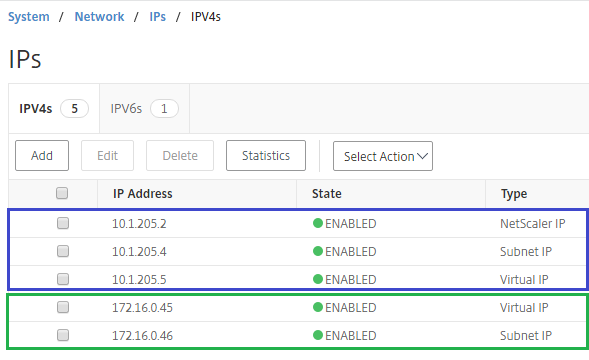 System / Network / IPs / IPV4s
IPs
IPV4s 5 IPV6s 1
Add Edit Delete Statistics Select Action
IP Address State Type
10.1.205.2 ENABLED NetScaler IP
10.1.205.4 ENABLED Subnet IP
10.1.205.5 ENABLED Virtual IP
172.16.0.45 ENABLED Virtual IP
172.16.0.46 ENABLED Subnet IP